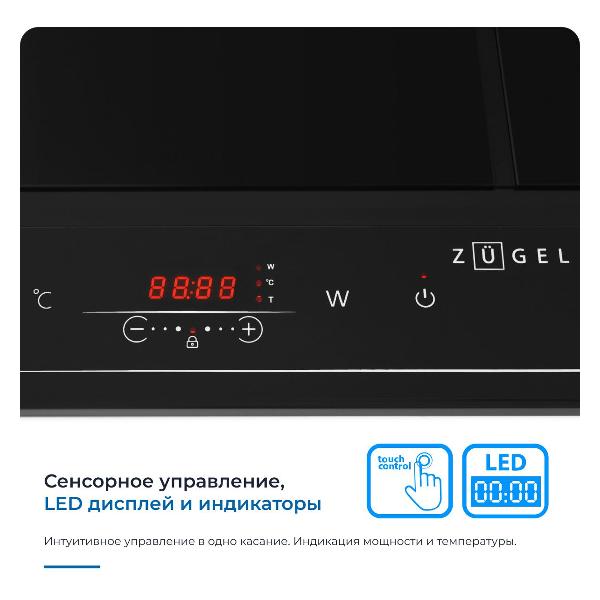 ZÜGEL
W
°C
T
°C
88:88
W
touch
control
LED
00:00
Сенсорное управление,
LED дисплей и индикаторы
Интуитивное управление в одно касание. Индикация мощности и температуры.